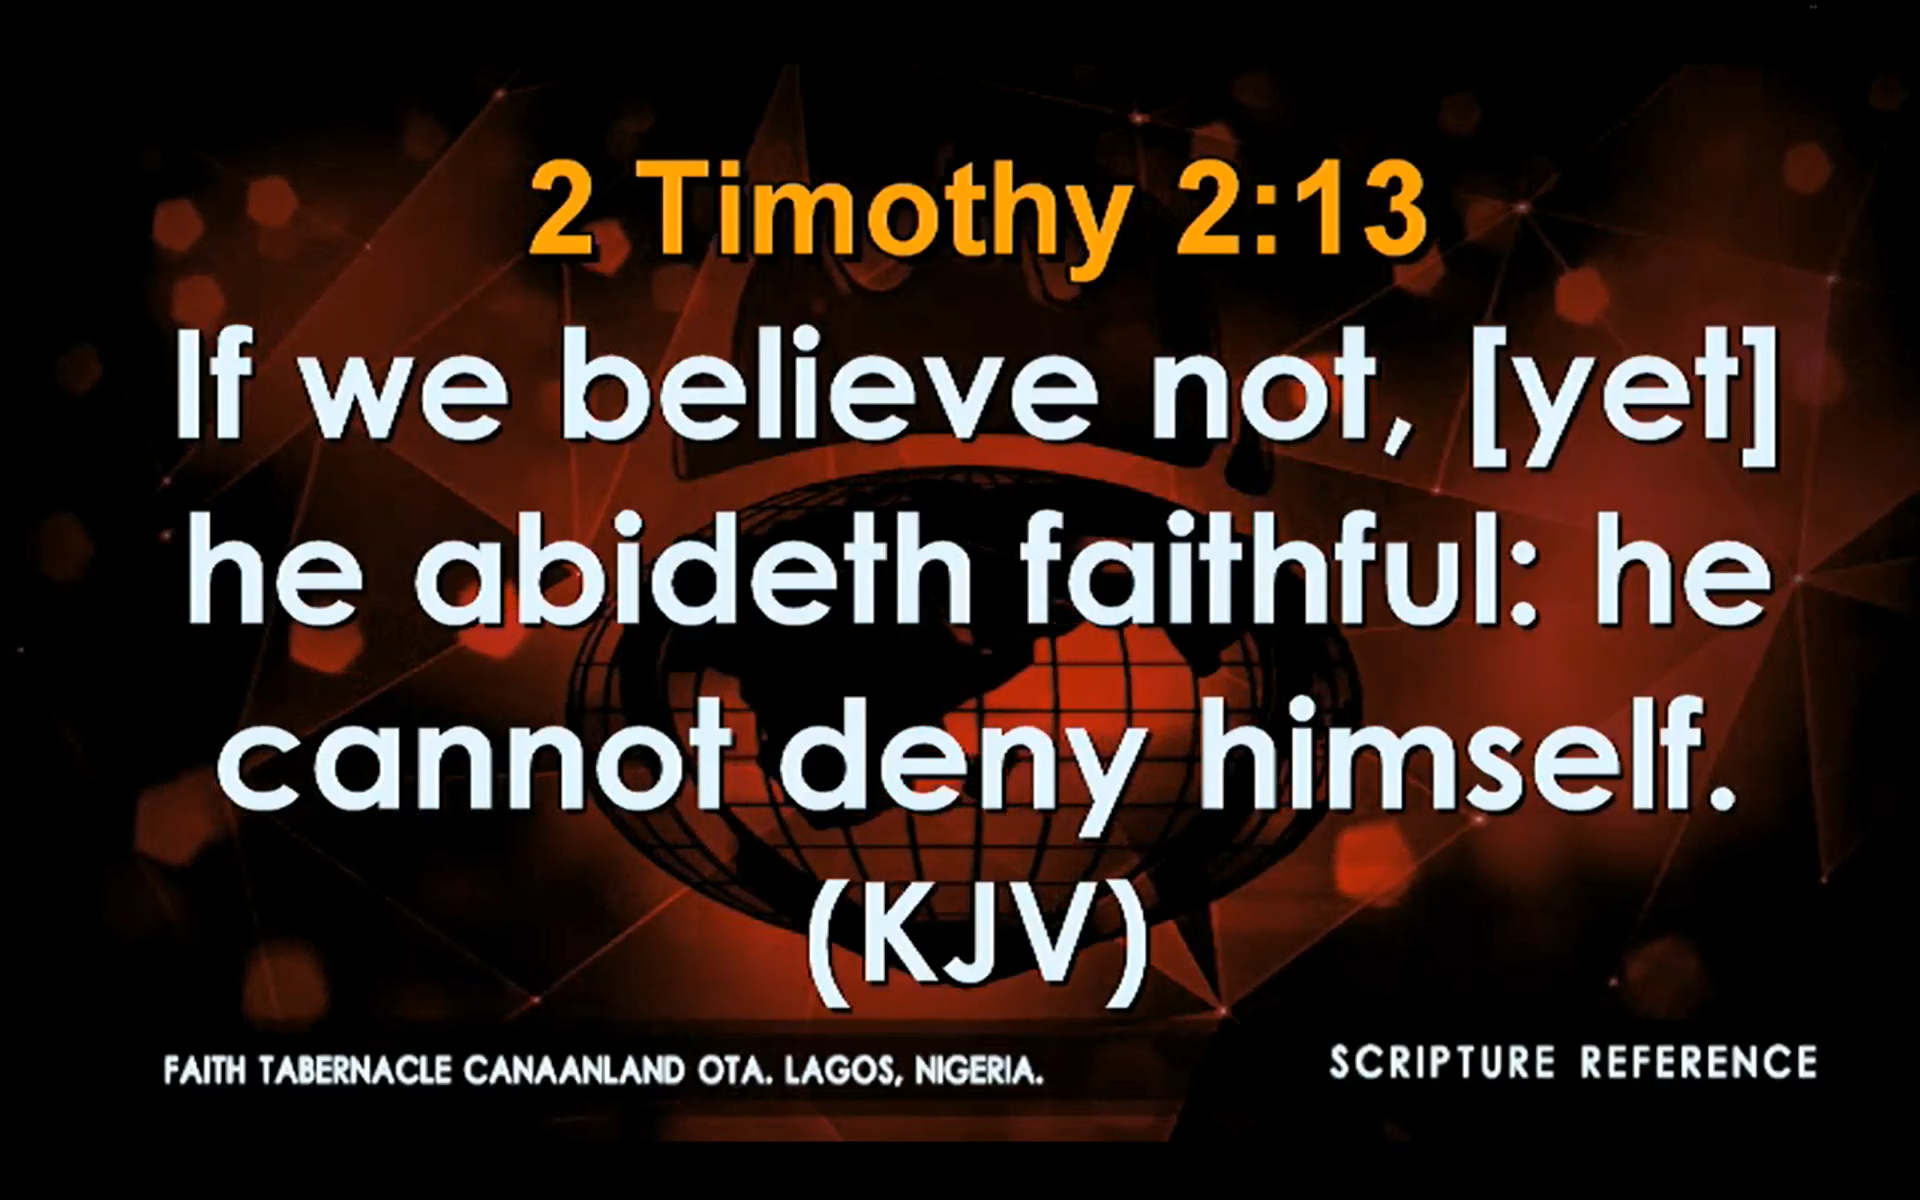 2 Timothy 2:13
If we believe not, [yet]
he abideth faithful: he
cannot deny himself.
(KJV)
FAITH TABERNACLE CANAANLAND OTA. LAGOS, NIGERIA.
SCRIPTURE REFERENCE